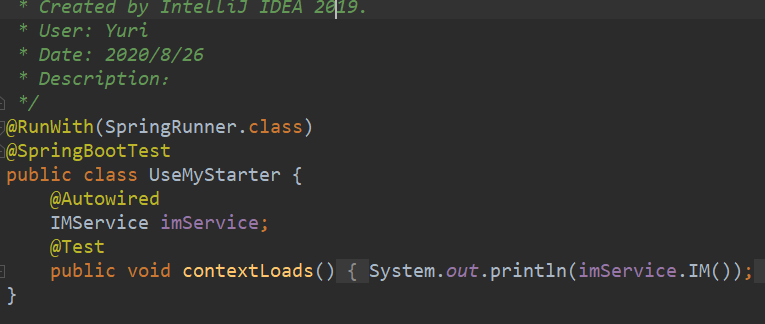 * Created by IntelliJ IDEA 2019.
* User: Yuri
* Date: 2020/8/26
* Description:
*/
@RunWith(SpringRunner.class)
@SpringBootTest
public class UseMyStarter {
@Autowired
IMService imService;
@Test
public void contextLoads() { System.out.println(imService.IM());
}